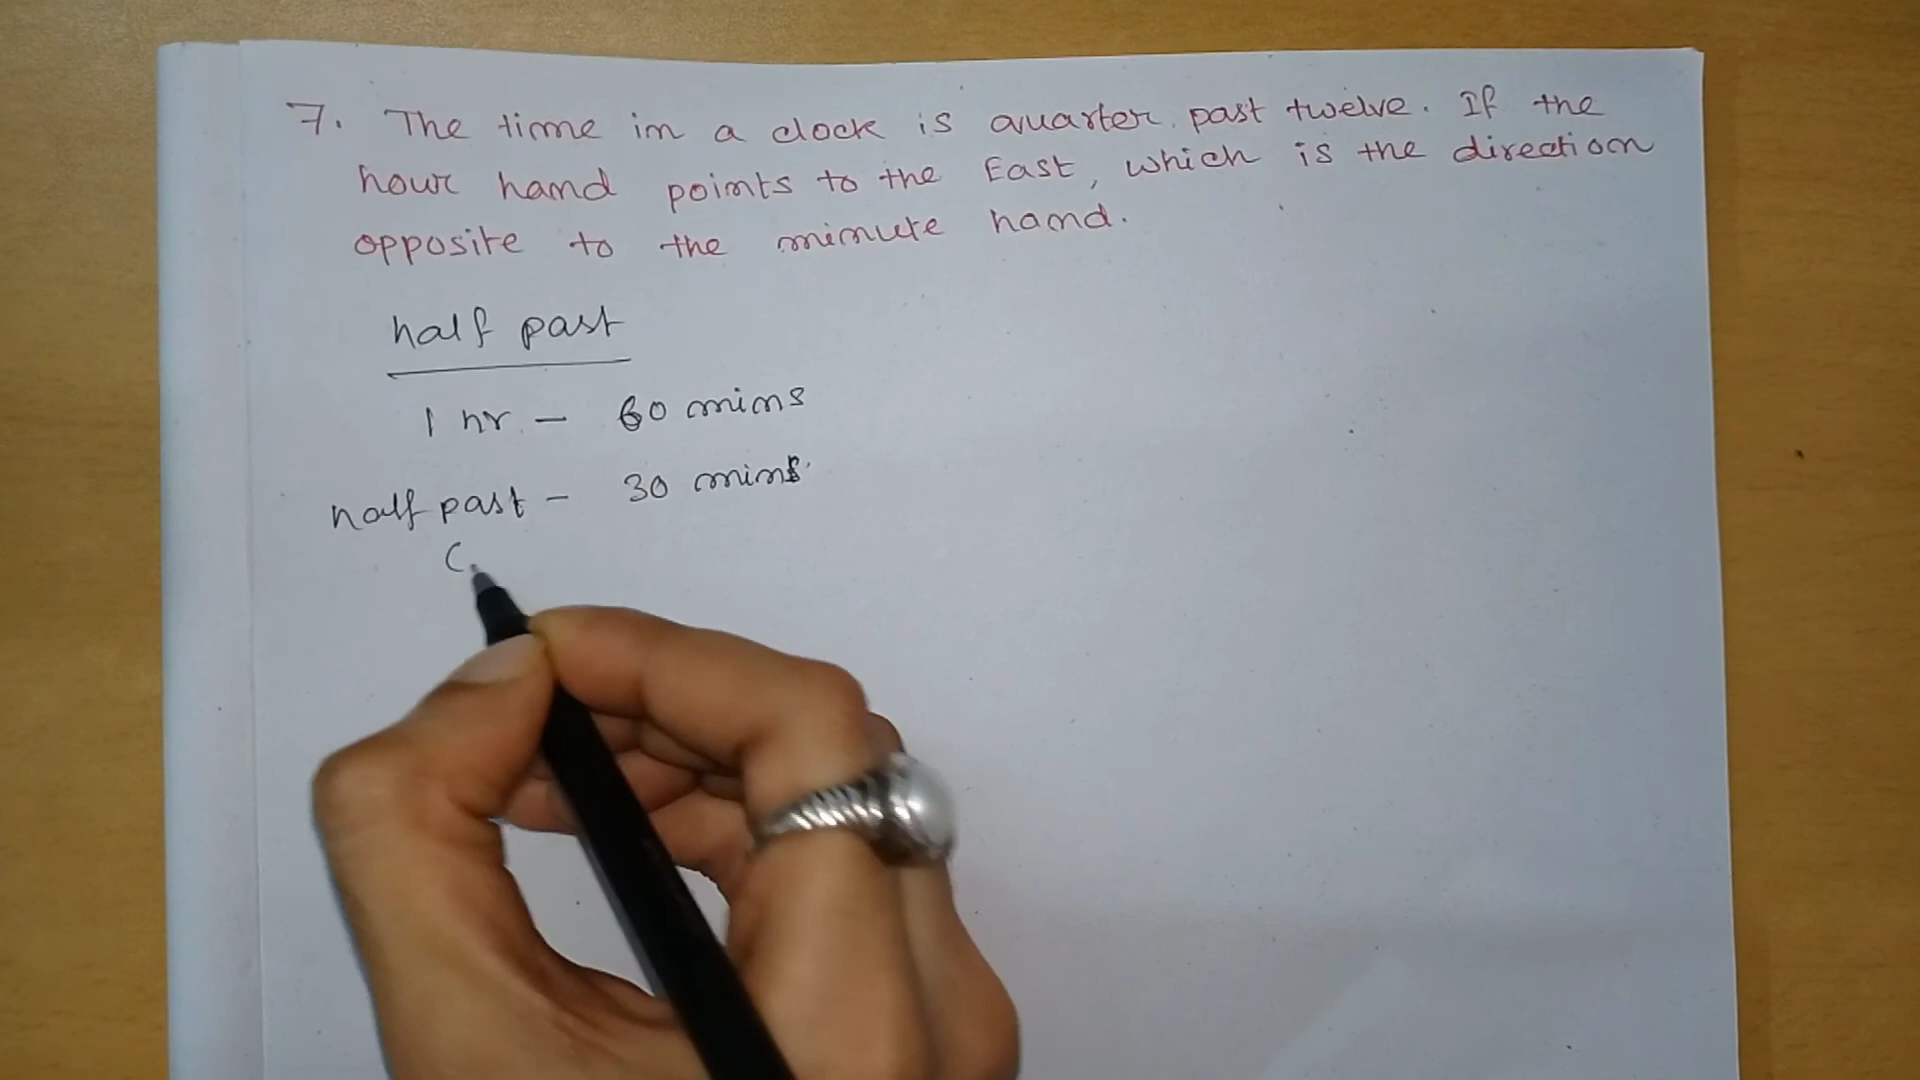 7. The time in a clock is quarter past twelve. If the
hour hand points to the East, which is the direction
opposite to the minute hand.
half past
1 hr - 60 mins
half past - 30 mins
(